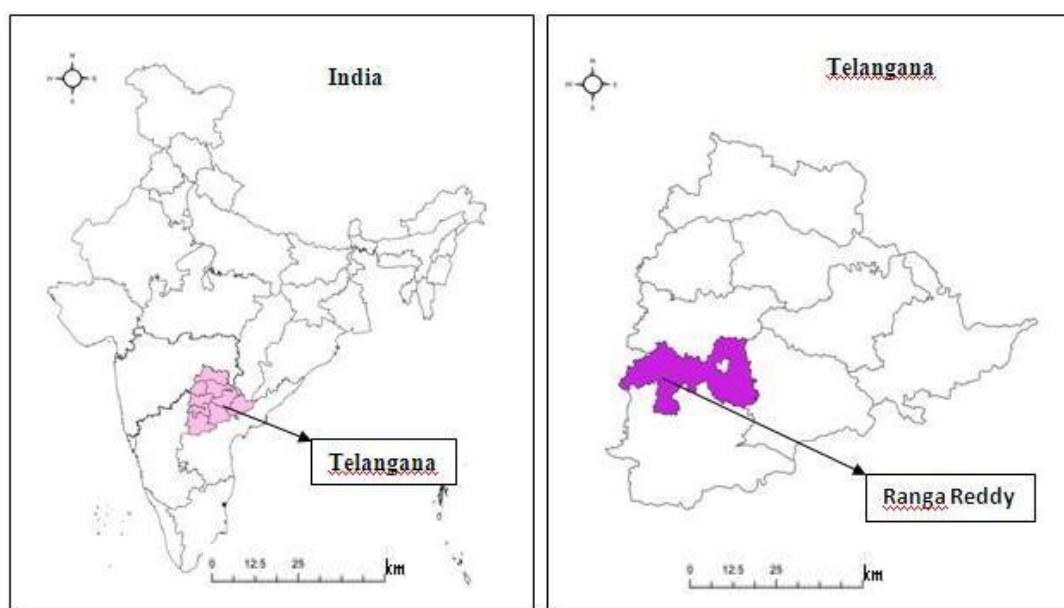 India
N
W E
S
Telangana
0 12.5 25 km
Telangana
N
W E
S
Ranga Reddy
0 12.5 25 km